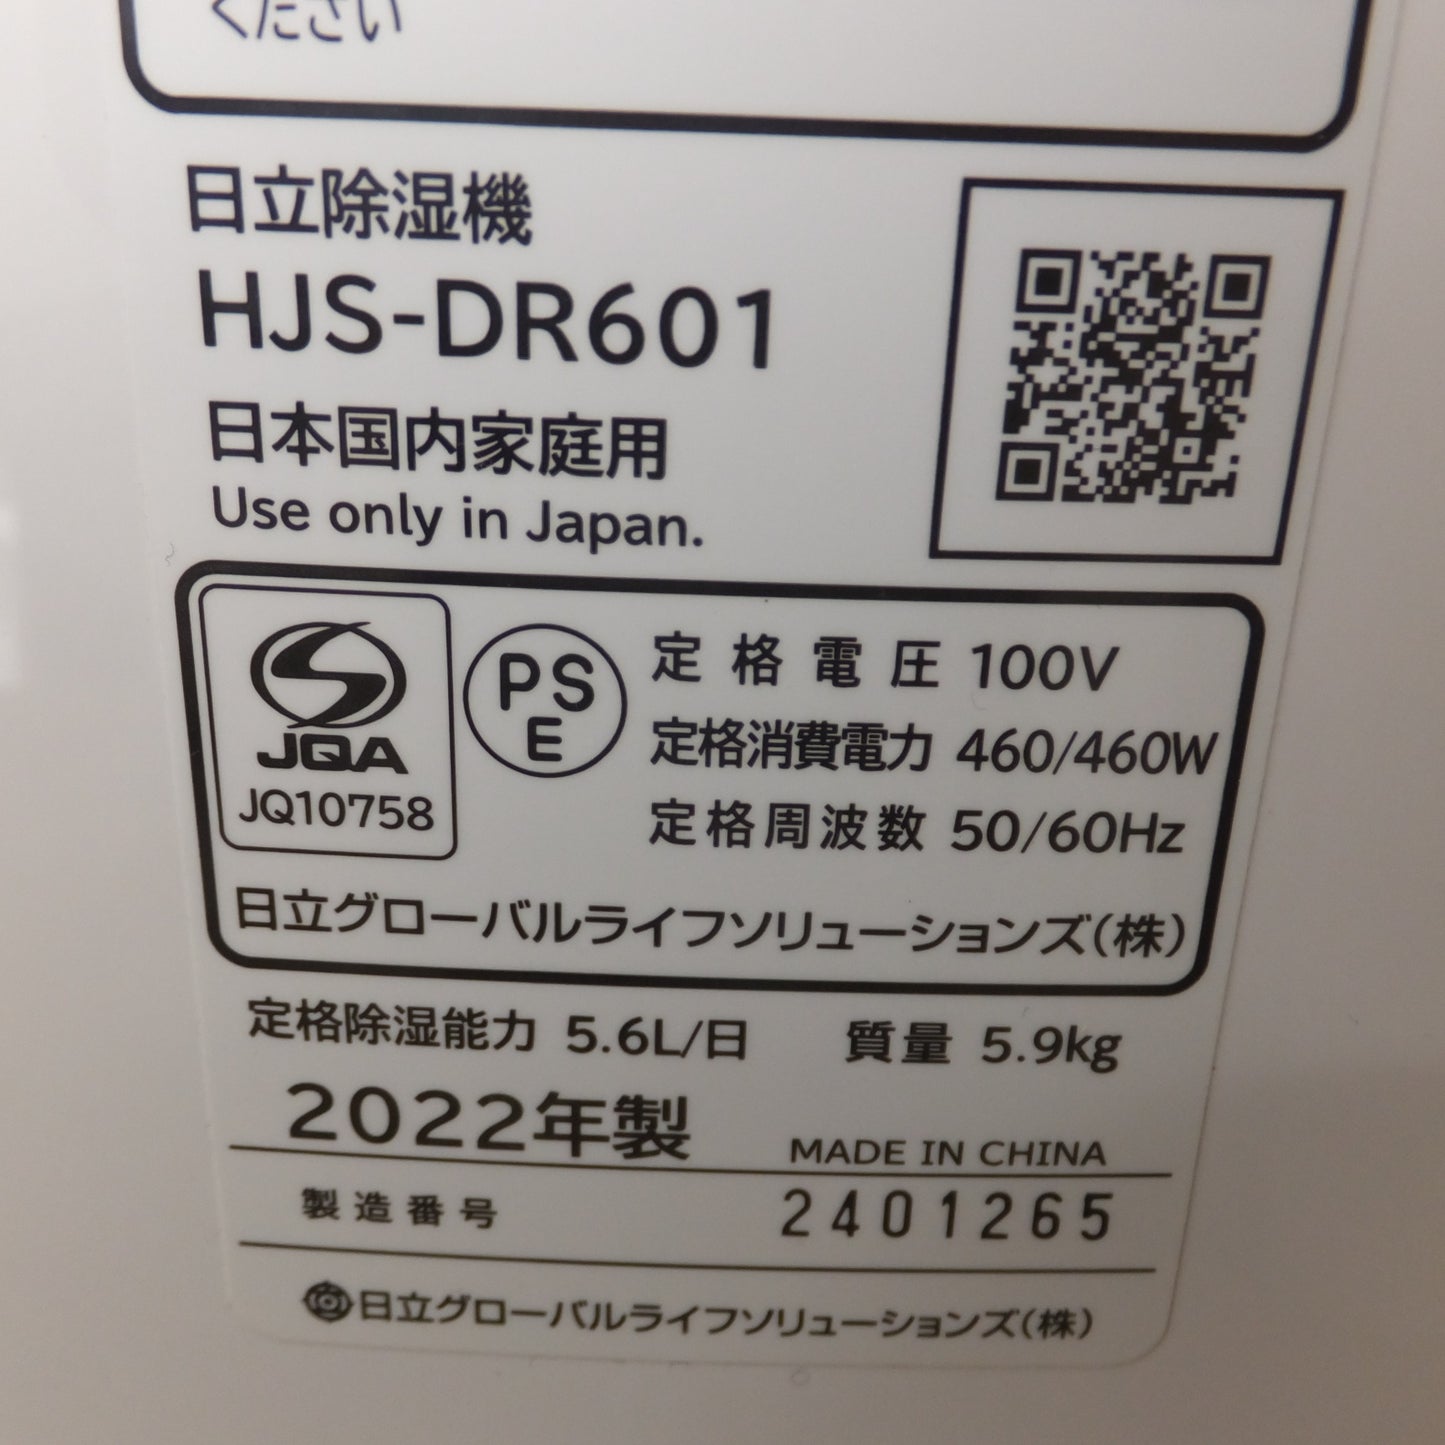 ください
日立除湿機
HJS-DR601
日本国内家庭用
Use only in Japan.
JQA
JQ10758
PS
E
定格電圧 100V
定格消費電力 460/460W
定格周波数 50/60Hz
日立グローバルライフソリューションズ(株)
定格除湿能力 5.6L/日 質量 5.9kg
2022年製 MADE IN CHINA
製造番号 2401265
日立グローバルライフソリューションズ(株)